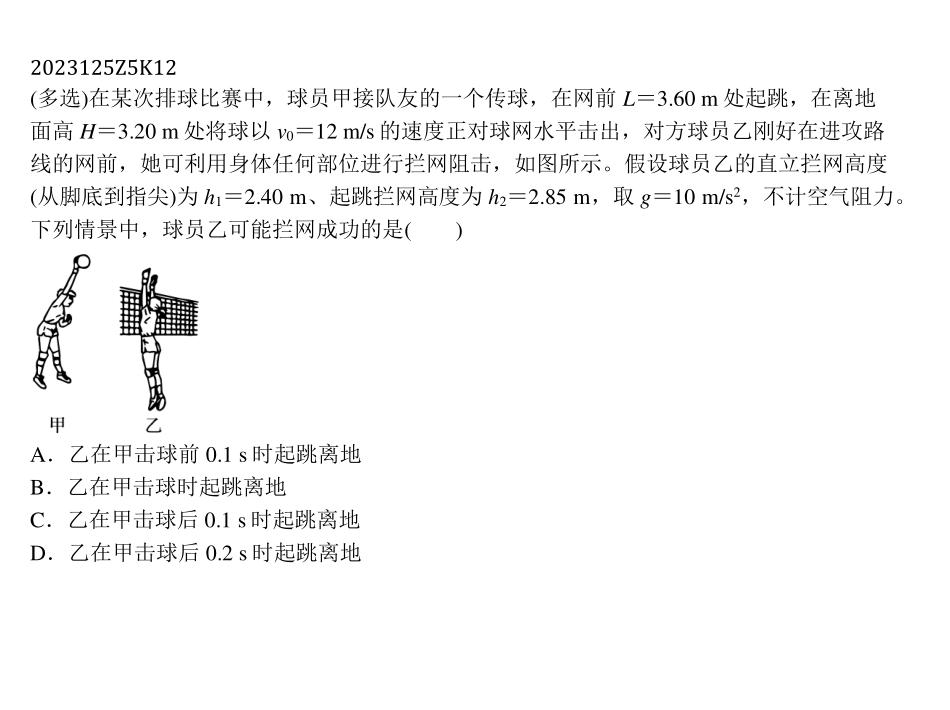 2023125Z5K12
(多选)在某次排球比赛中，球员甲接队友的一个传球，在网前 L＝3.60 m 处起跳，在离地
面高 H＝3.20 m 处将球以 v₀＝12 m/s 的速度正对球网水平击出，对方球员乙刚好在进攻路
线的网前，她可利用身体任何部位进行拦网阻击，如图所示。假设球员乙的直立拦网高度
(从脚底到指尖)为 h₁＝2.40 m、起跳拦网高度为 h₂＝2.85 m，取 g＝10 m/s²，不计空气阻力。
下列情景中，球员乙可能拦网成功的是(　　)
甲 乙
A．乙在甲击球前 0.1 s 时起跳离地
B．乙在甲击球时起跳离地
C．乙在甲击球后 0.1 s 时起跳离地
D．乙在甲击球后 0.2 s 时起跳离地